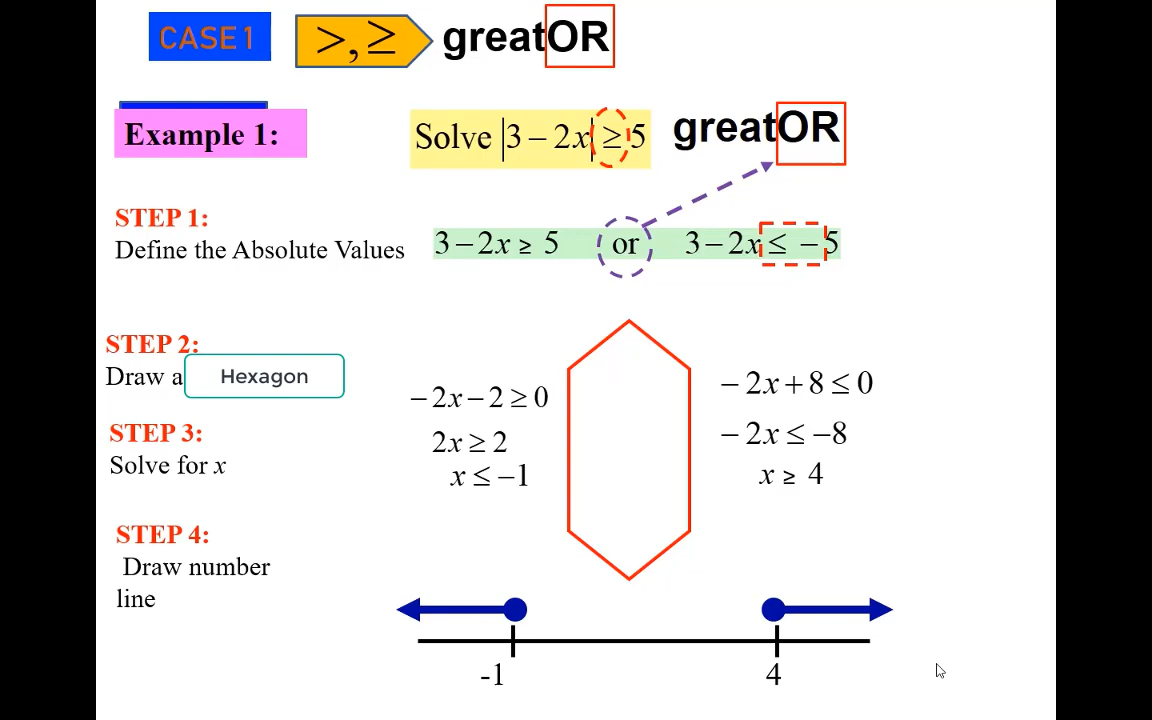 CASE 1
>, ≥
greatOR
Example 1:
Solve |3 − 2x| ≥ 5
greatOR
STEP 1:
Define the Absolute Values
3 − 2x ≥ 5 or 3 − 2x ≤ −5
STEP 2:
Draw a Hexagon
−2x − 2 ≥ 0
2x ≥ 2
x ≤ −1
−2x + 8 ≤ 0
−2x ≤ −8
x ≥ 4
STEP 3:
Solve for x
STEP 4:
Draw number
line
-1
4